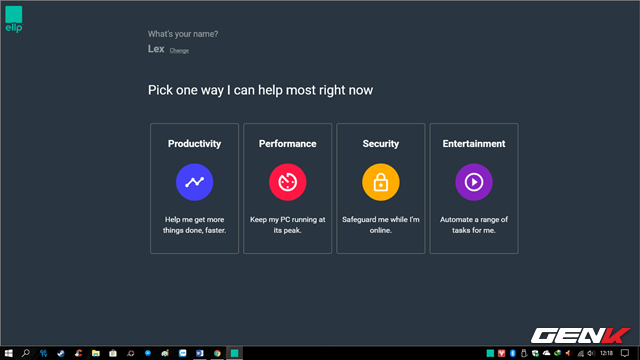 ellp
What's your name?
Lex Change
Pick one way I can help most right now
Productivity
Help me get more
things done, faster.
Performance
Keep my PC running at
its peak.
Security
Safeguard me while I'm
online.
Entertainment
Automate a range of
tasks for me.
GENK
12:18